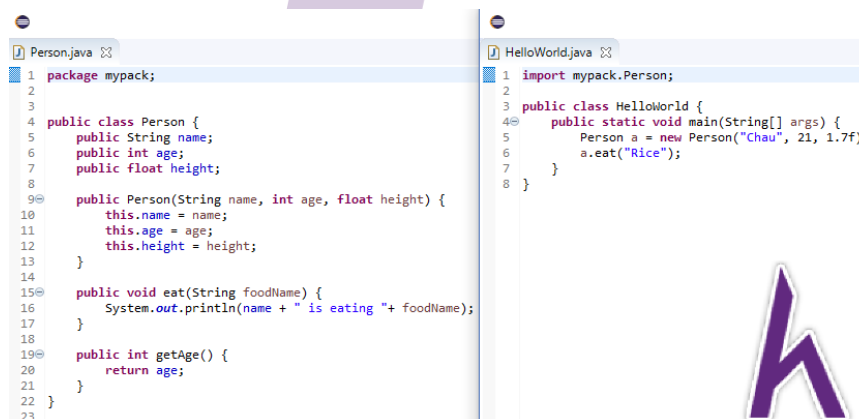 Person.java
1 package mypack;
2
3
4 public class Person {
5 public String name;
6 public int age;
7 public float height;
8
9 public Person(String name, int age, float height) {
10 this.name = name;
11 this.age = age;
12 this.height = height;
13 }
14
15 public void eat(String foodName) {
16 System.out.println(name + " is eating "+ foodName);
17 }
18
19 public int getAge() {
20 return age;
21 }
22 }
23
HelloWorld.java
1 import mypack.Person;
2
3 public class HelloWorld {
4 public static void main(String[] args) {
5 Person a = new Person("Chau", 21, 1.7f)
6 a.eat("Rice");
7 }
8 }